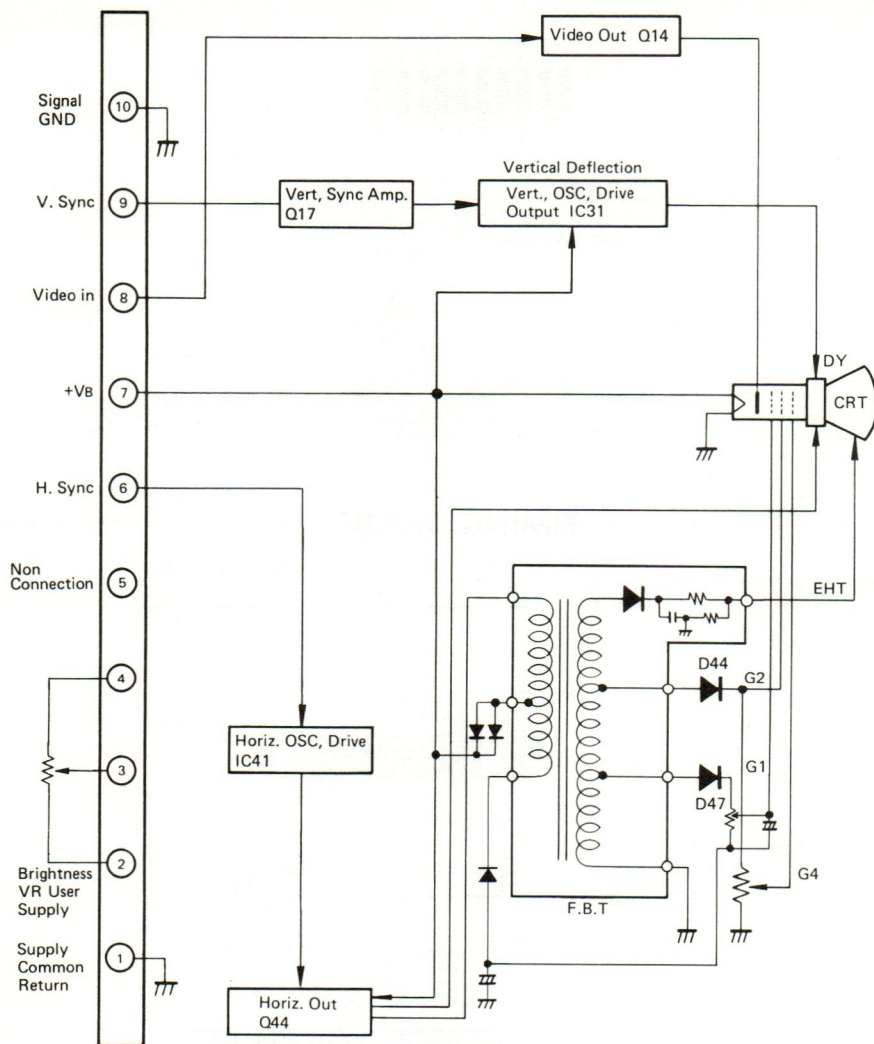 Video Out Q14
Signal
GND
10
Vertical Deflection
V. Sync
9
Vert, Sync Amp.
Q17
Vert., OSC, Drive
Output IC31
Video in
8
DY
+VB
7
CRT
H. Sync
6
Non
Connection
5
EHT
4
D44
G2
Horiz. OSC, Drive
IC41
3
G1
D47
2
Brightness
VR User
Supply
G4
F.B.T
Supply
Common
Return
1
Horiz. Out
Q44